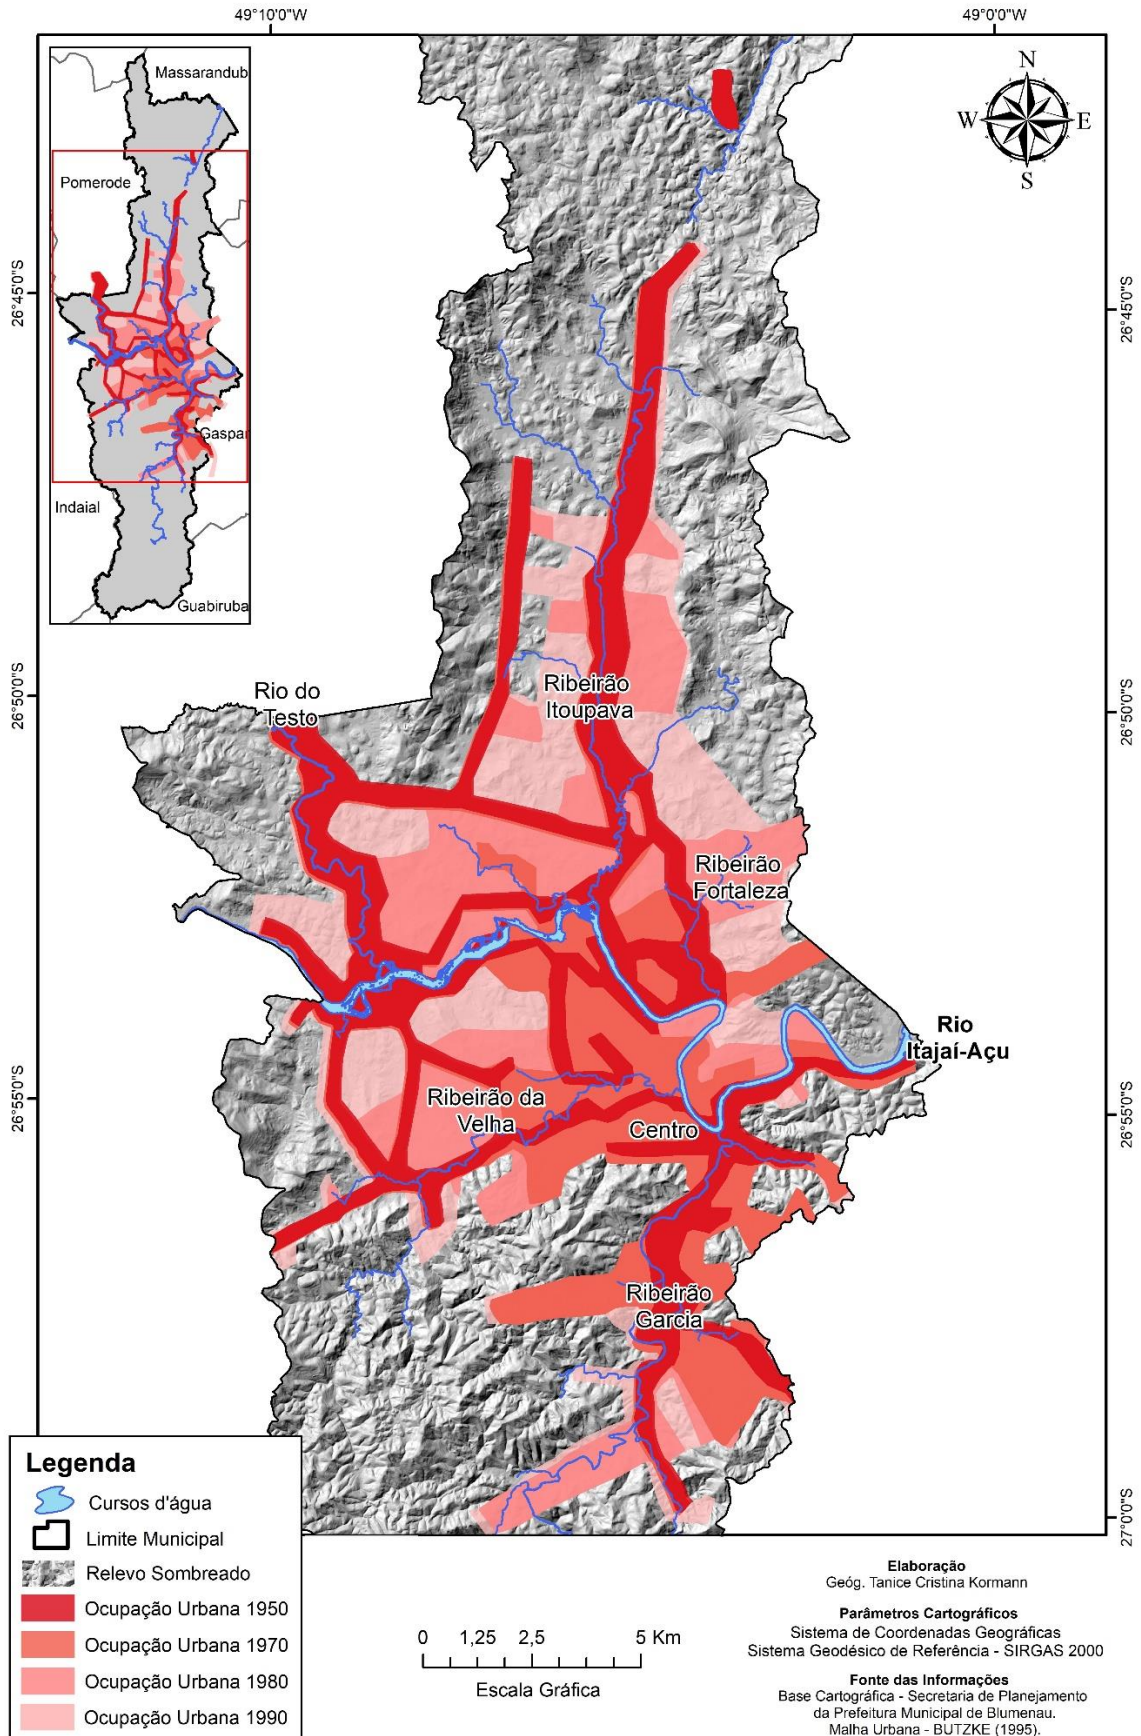 49°10'0"W
49°0'0"W
Massarandub
Pomerode
Gaspar
Indaial
Guabiruba
N
W
E
S
26°45'0"S
26°45'0"S
26°50'0"S
26°50'0"S
26°55'0"S
26°55'0"S
27°0'0"S
Rio do
Testo
Ribeirão
Itoupava
Ribeirão
Fortaleza
Rio
Itajaí-Açu
Ribeirão da
Velha
Centro
Ribeirão
Garcia
Legenda
Cursos d'água
Limite Municipal
Relevo Sombreado
Ocupação Urbana 1950
Ocupação Urbana 1970
Ocupação Urbana 1980
Ocupação Urbana 1990
0 1,25 2,5 5 Km
Escala Gráfica
Elaboração
Geóg. Tanice Cristina Kormann
Parâmetros Cartográficos
Sistema de Coordenadas Geográficas
Sistema Geodésico de Referência - SIRGAS 2000
Fonte das Informações
Base Cartográfica - Secretaria de Planejamento
da Prefeitura Municipal de Blumenau.
Malha Urbana - BUTZKE (1995).